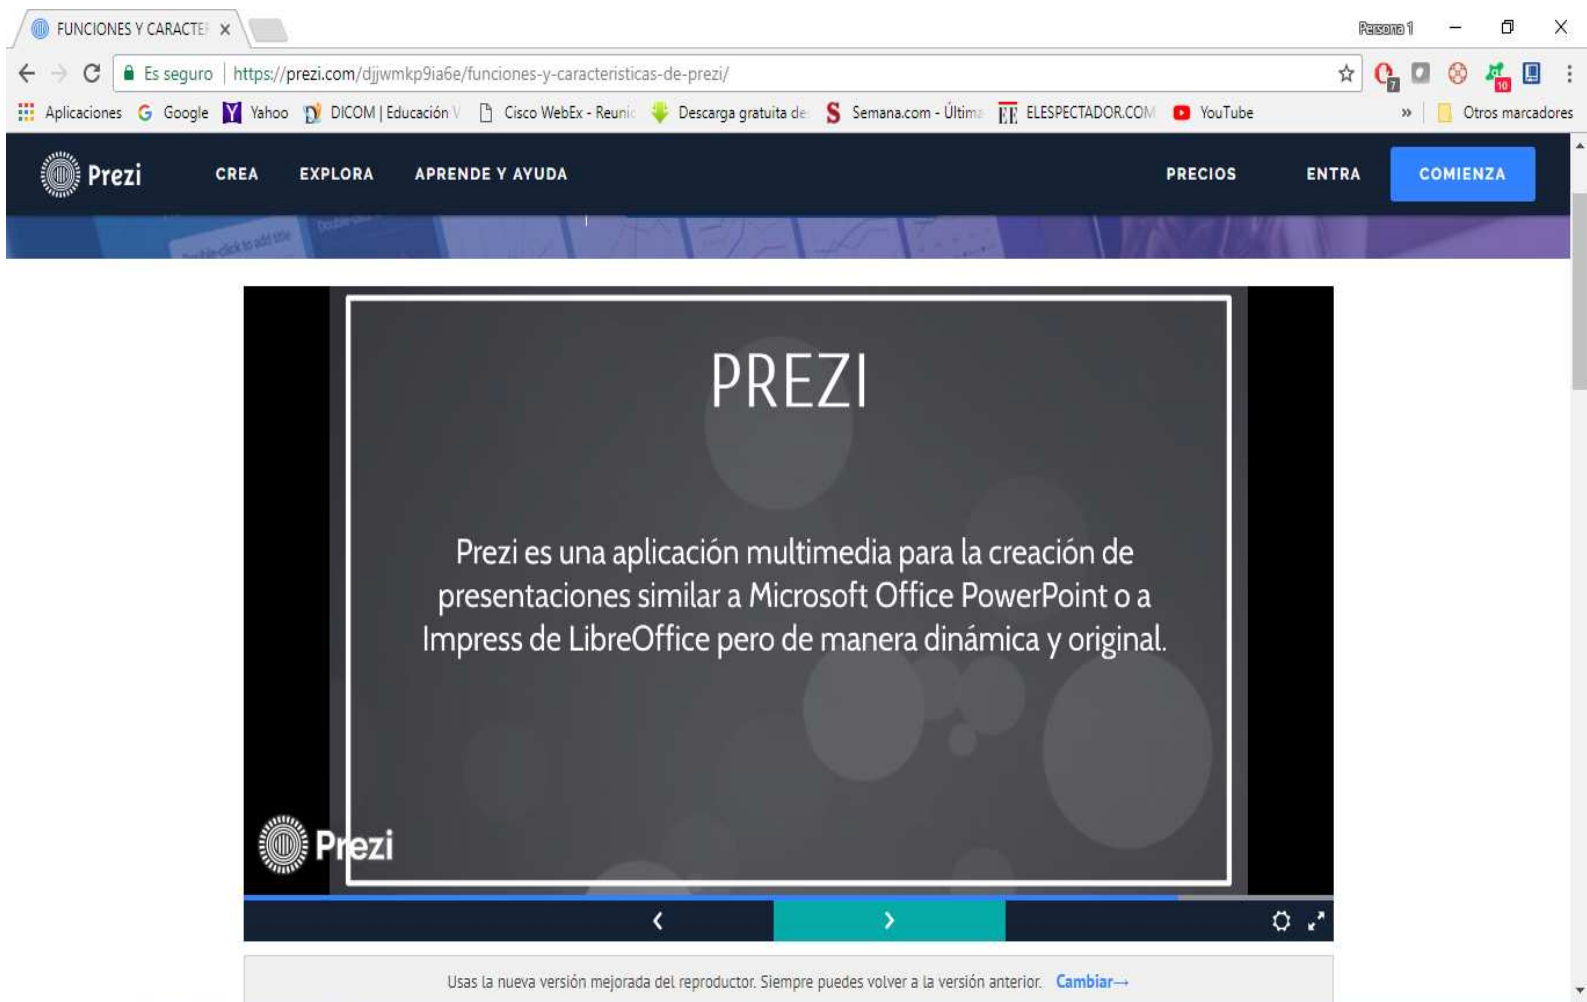 FUNCIONES Y CARACTE
Persona 1
Es seguro https://prezi.com/djjwmkp9ia6e/funciones-y-caracteristicas-de-prezi/
7
10
Aplicaciones Google Yahoo DICOM | Educación V Cisco WebEx - Reunio Descarga gratuita de Semana.com - Última ELESPECTADOR.COM YouTube » Otros marcadores
Prezi CREA EXPLORA APRENDE Y AYUDA PRECIOS ENTRA COMIENZA
PREZI
Prezi es una aplicación multimedia para la creación de
presentaciones similar a Microsoft Office PowerPoint o a
Impress de LibreOffice pero de manera dinámica y original.
Prezi
Usas la nueva versión mejorada del reproductor. Siempre puedes volver a la versión anterior. Cambiar→